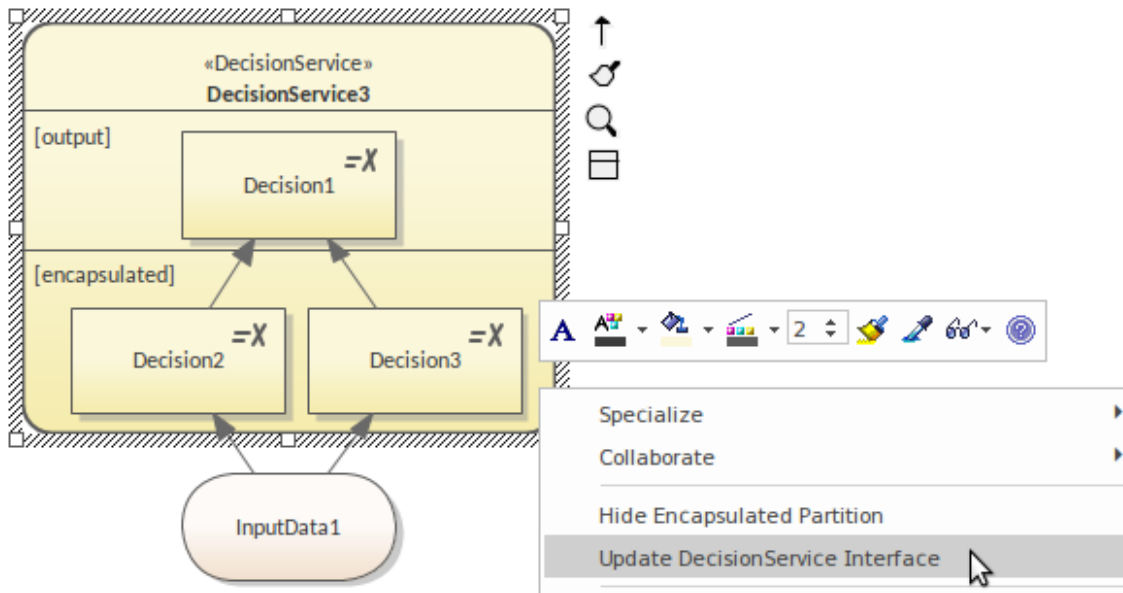 «DecisionService»
DecisionService3
[output]
=X
Decision1
[encapsulated]
=X
Decision2
=X
Decision3
A
A
2
?
Specialize
Collaborate
InputData1
Hide Encapsulated Partition
Update DecisionService Interface